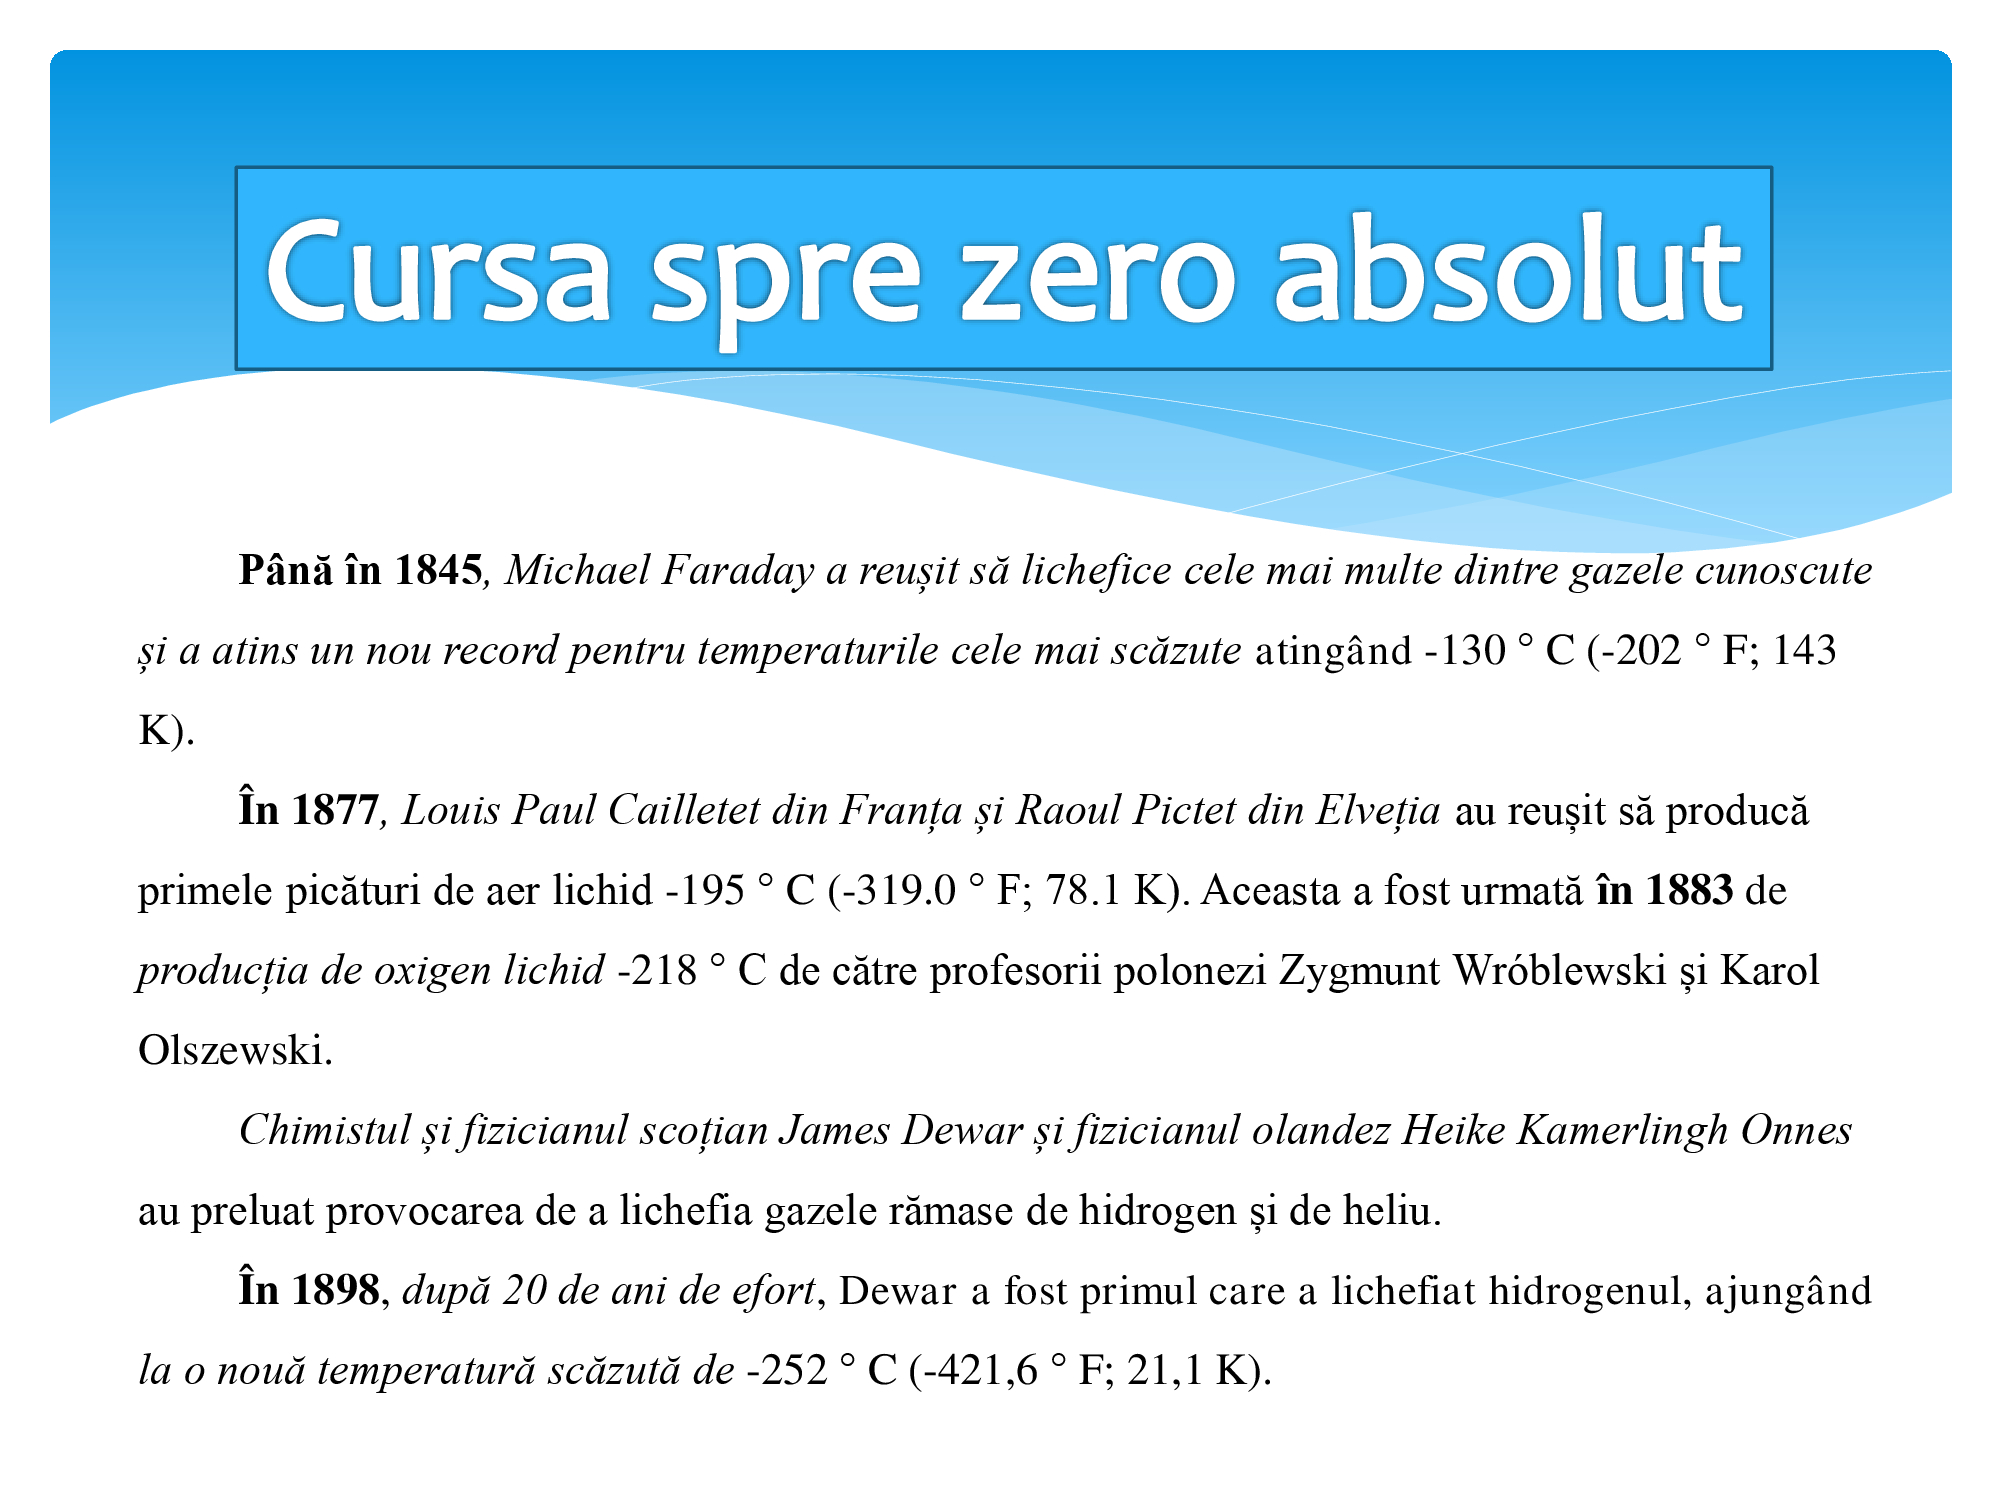 Cursa spre zero absolut
Până în 1845, Michael Faraday a reușit să lichefice cele mai multe dintre gazele cunoscute
și a atins un nou record pentru temperaturile cele mai scăzute atingând -130 ° C (-202 ° F; 143
K).
În 1877, Louis Paul Cailletet din Franța și Raoul Pictet din Elveția au reușit să producă
primele picături de aer lichid -195 ° C (-319.0 ° F; 78.1 K). Aceasta a fost urmată în 1883 de
producția de oxigen lichid -218 ° C de către profesorii polonezi Zygmunt Wróblewski și Karol
Olszewski.
Chimistul și fizicianul scoțian James Dewar și fizicianul olandez Heike Kamerlingh Onnes
au preluat provocarea de a lichefia gazele rămase de hidrogen și de heliu.
În 1898, după 20 de ani de efort, Dewar a fost primul care a lichefiat hidrogenul, ajungând
la o nouă temperatură scăzută de -252 ° C (-421,6 ° F; 21,1 K).